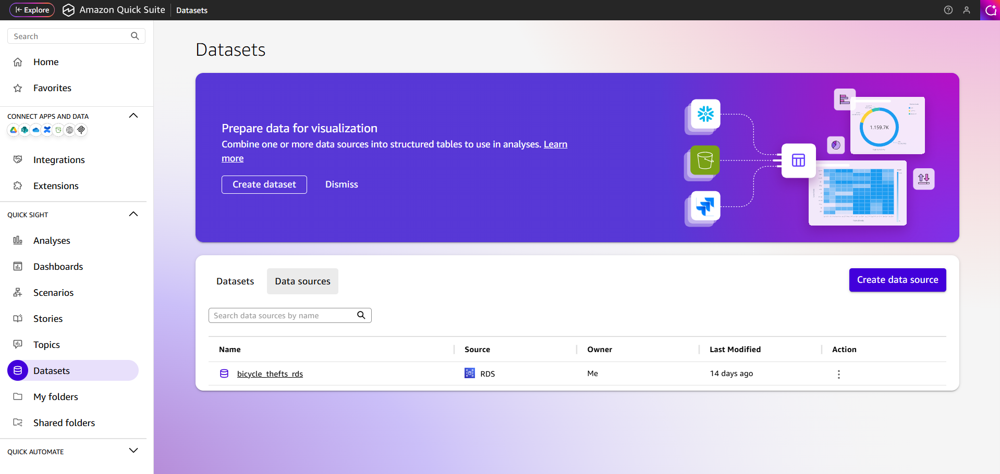 Explore
Amazon Quick Suite
Datasets
Search
Home
Favorites
CONNECT APPS AND DATA
Integrations
Extensions
QUICK SIGHT
Analyses
Dashboards
Scenarios
Stories
Topics
Datasets
My folders
Shared folders
QUICK AUTOMATE
Datasets
Prepare data for visualization
Combine one or more data sources into structured tables to use in analyses. Learn
more
Create dataset
Dismiss
1.159.7K
Datasets
Data sources
Create data source
Search data sources by name
Name
Source
Owner
Last Modified
Action
bicycle_thefts_rds
RDS
Me
14 days ago